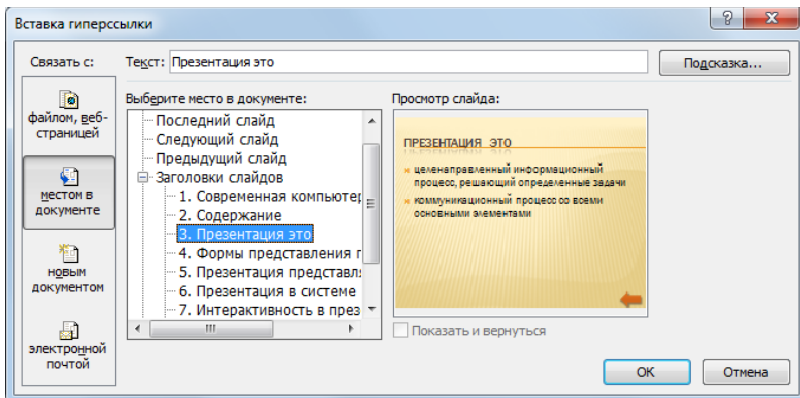 Вставка гиперссылки
Связать с:
Текст: Презентация это
Подсказка...
файлом, веб-
страницей
местом в
документе
новым
документом
электронной
почтой
Выберите место в документе:
Последний слайд
Следующий слайд
Предыдущий слайд
Заголовки слайдов
1. Современная компьютер
2. Содержание
3. Презентация это
4. Формы представления г
5. Презентация представля
6. Презентация в системе
7. Интерактивность в през
Просмотр слайда:
ПРЕЗЕНТАЦИЯ ЭТО
целенаправленный информационный
процесс, решающий определенные задачи
коммуникационный процесс со всеми
основными элементами
Показать и вернуться
ОК
Отмена